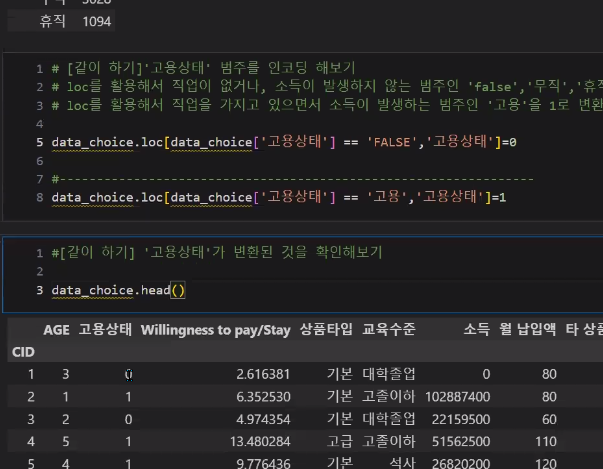 휴직 1094
1 # [같이 하기]'고용상태' 범주를 인코딩 해보기
2 # loc를 활용해서 직업이 없거나, 소득이 발생하지 않는 범주인 'false','무직','휴직
3 # loc를 활용해서 직업을 가지고 있으면서 소득이 발생하는 범주인 '고용'을 1로 변환
4
5 data_choice.loc[data_choice['고용상태'] == 'FALSE','고용상태']=0
6
7 #-------------------------------------------------------------
8 data_choice.loc[data_choice['고용상태'] == '고용','고용상태']=1
1 #[같이 하기] '고용상태'가 변환된 것을 확인해보기
2
3 data_choice.head()
AGE 고용상태 Willingness to pay/Stay 상품타입 교육수준 소득 월 납입액 타 상품
CID
1 3 0 2.616381 기본 대학졸업 0 80
2 1 1 6.352530 기본 고졸이하 102887400 80
3 2 0 4.974354 기본 대학졸업 22159500 60
4 5 1 13.480284 고급 고졸이하 51562500 110
5 4 1 9.776436 기본 석사 26820200 120